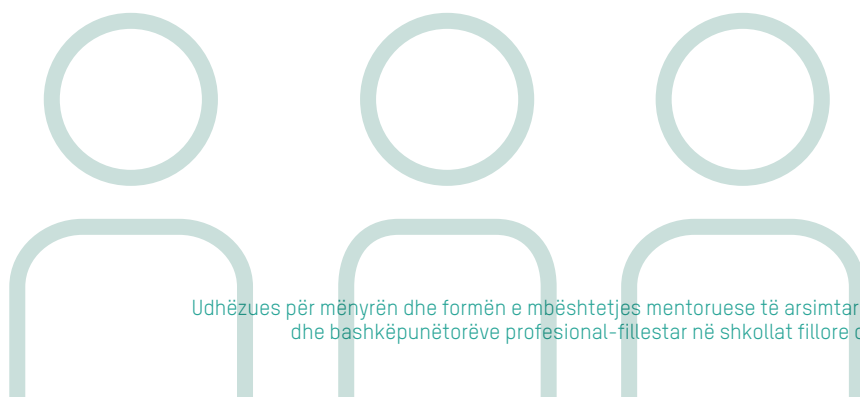 Udhëzues për mënyrën dhe formën e mbështetjes mentoruese të arsimtar
dhe bashkëpunëtorëve profesional-fillestar në shkollat fillore